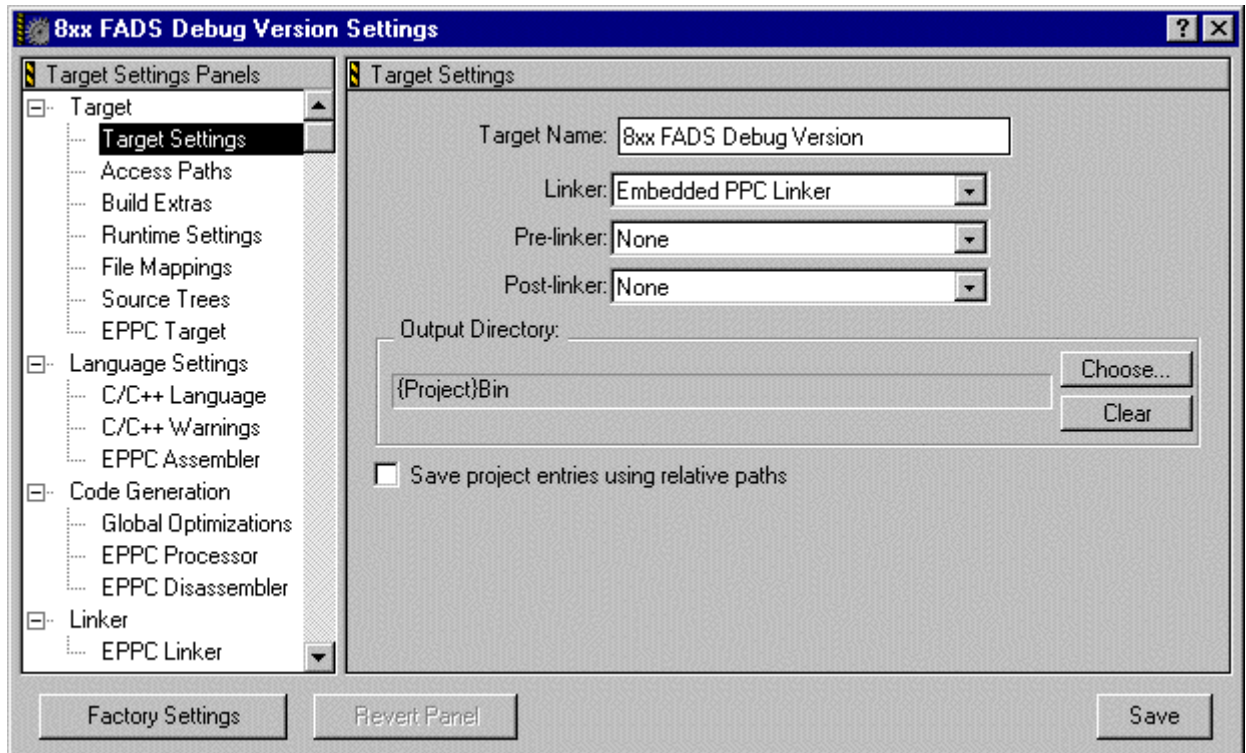 8xx FADS Debug Version Settings
Target Settings Panels
Target
Target Settings
Access Paths
Build Extras
Runtime Settings
File Mappings
Source Trees
EPPC Target
Language Settings
C/C++ Language
C/C++ Warnings
EPPC Assembler
Code Generation
Global Optimizations
EPPC Processor
EPPC Disassembler
Linker
EPPC Linker
Target Settings
Target Name: 8xx FADS Debug Version
Linker: Embedded PPC Linker
Pre-linker: None
Post-linker: None
Output Directory:
{Project}Bin
Choose...
Clear
Save project entries using relative paths
Factory Settings
Revert Panel
Save